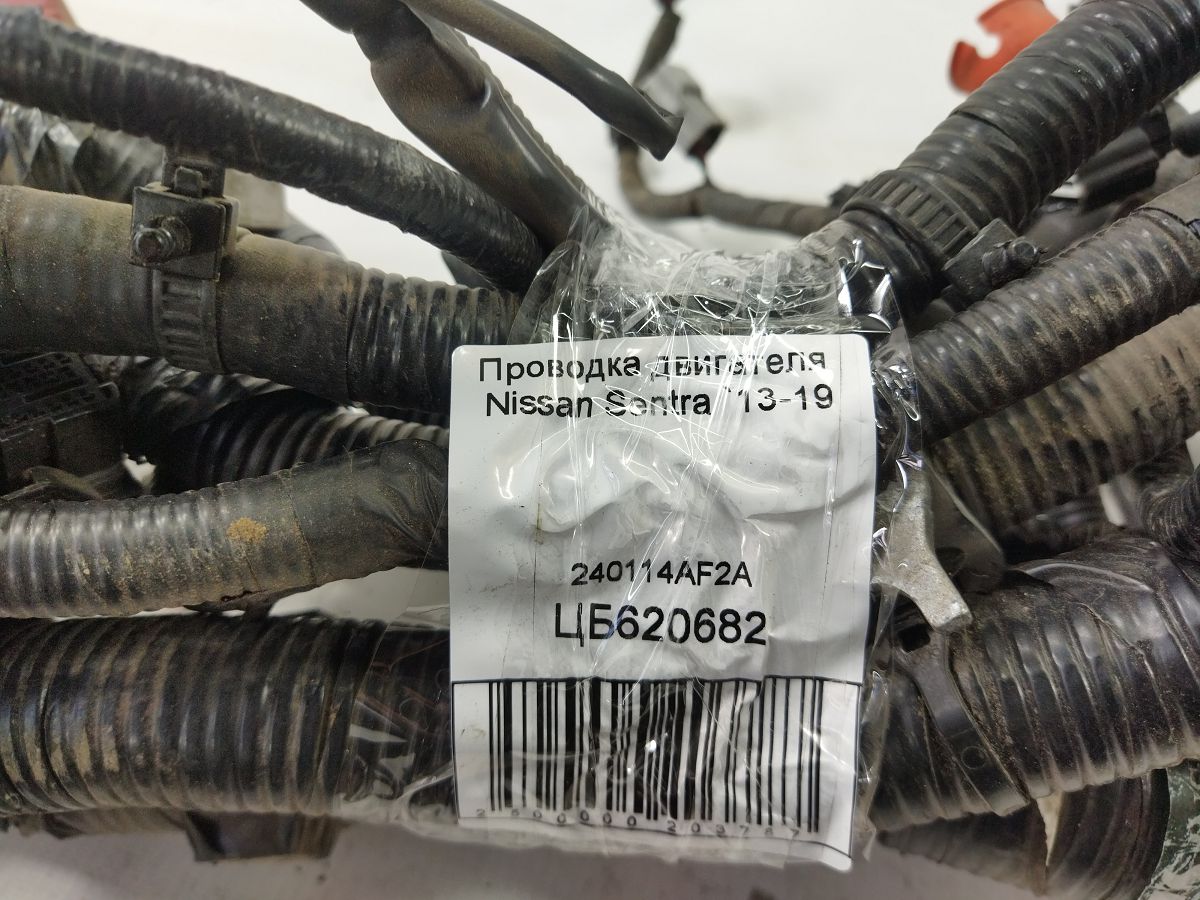 Проводка двигателя
Nissan Sentra `13-19
240114AF2A
ЦБ620682